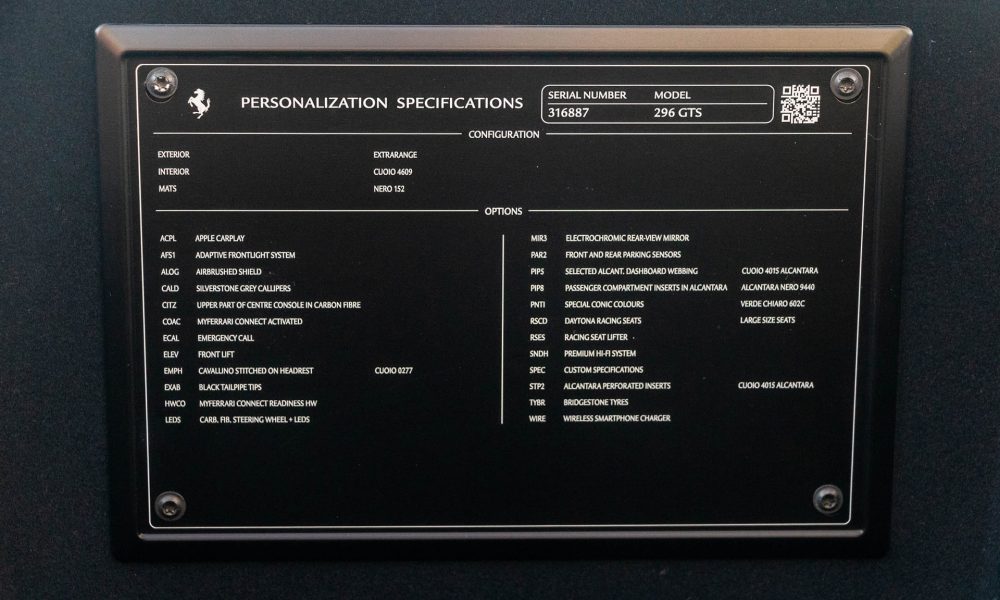 PERSONALIZATION SPECIFICATIONS
SERIAL NUMBER MODEL
316887 296 GTS
CONFIGURATION
EXTERIOR EXTRARANGE
INTERIOR CUOIO 4609
MATS NERO 152
OPTIONS
ACPL APPLE CARPLAY
AFS1 ADAPTIVE FRONTLIGHT SYSTEM
ALOG AIRBRUSHED SHIELD
CALD SILVERSTONE GREY CALLIPERS
CITZ UPPER PART OF CENTRE CONSOLE IN CARBON FIBRE
COAC MYFERRARI CONNECT ACTIVATED
ECAL EMERGENCY CALL
ELEV FRONT LIFT
EMPH CAVALLINO STITCHED ON HEADREST CUOIO 0277
EXAB BLACK TAILPIPE TIPS
HWCO MYFERRARI CONNECT READINESS HW
LEDS CARB. FIB. STEERING WHEEL + LEDS
MIR3 ELECTROCHROMIC REAR-VIEW MIRROR
PAR2 FRONT AND REAR PARKING SENSORS
PIP5 SELECTED ALCANT. DASHBOARD WEBBING CUOIO 4015 ALCANTARA
PIP8 PASSENGER COMPARTMENT INSERTS IN ALCANTARA ALCANTARA NERO 9440
PNTI SPECIAL CONIC COLOURS VERDE CHIARO 602C
RSCD DAYTONA RACING SEATS LARGE SIZE SEATS
RSES RACING SEAT LIFTER
SNDH PREMIUM HI-FI SYSTEM
SPEC CUSTOM SPECIFICATIONS
STP2 ALCANTARA PERFORATED INSERTS CUOIO 4015 ALCANTARA
TYBR BRIDGESTONE TYRES
WIRE WIRELESS SMARTPHONE CHARGER